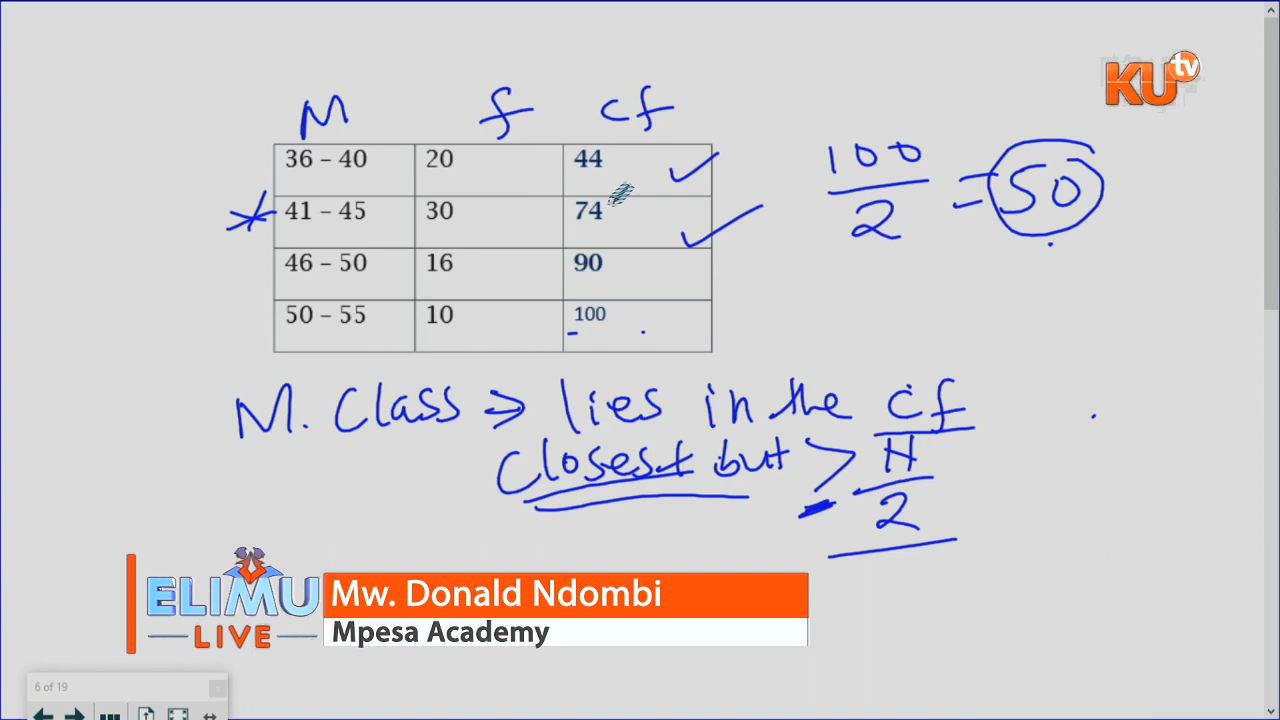 KU tv
M f cf
36 – 40 20 44
41 – 45 30 74
46 – 50 16 90
50 – 55 10 100
100
2
= 50
M. Class ⇒ lies in the cf
closest but > N
2
ELIMU
LIVE
Mw. Donald Ndombi
Mpesa Academy
6 of 19